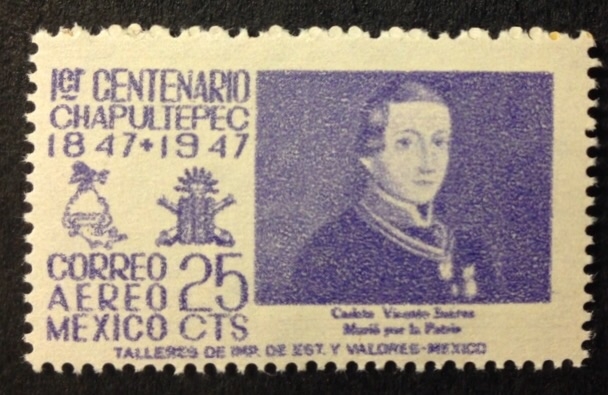 1er CENTENARIO
CHAPULTEPEC
1847+1947
CORREO
AEREO
MEXICO
25
CTS
Cadete Vicente Suarez
Murió por la Patria
TALLERES DE IMP. DE EST. Y VALORES-MEXICO